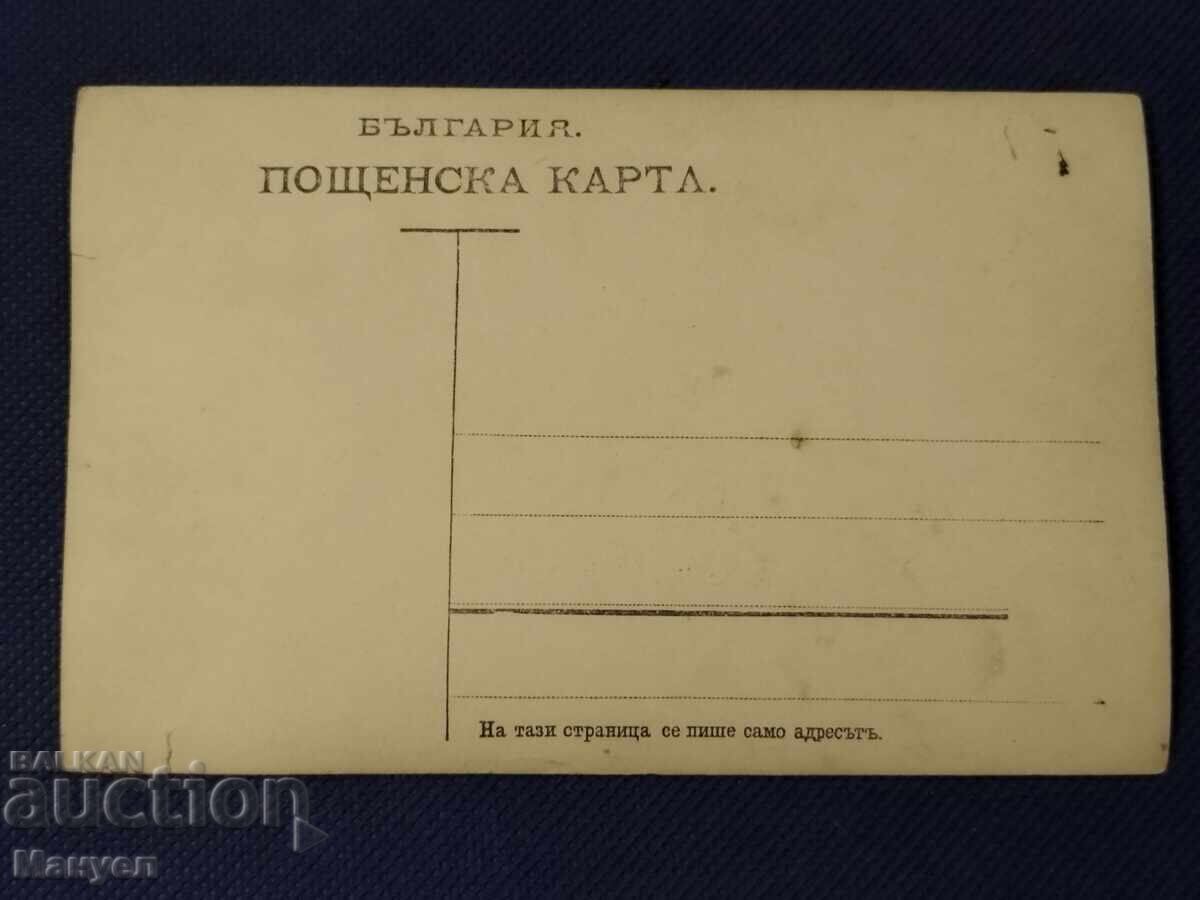 БЪЛГАРИЯ.
ПОЩЕНСКА КАРТА.
На тази страница се пише само адресътъ.
BALKAN
auction
Мануел